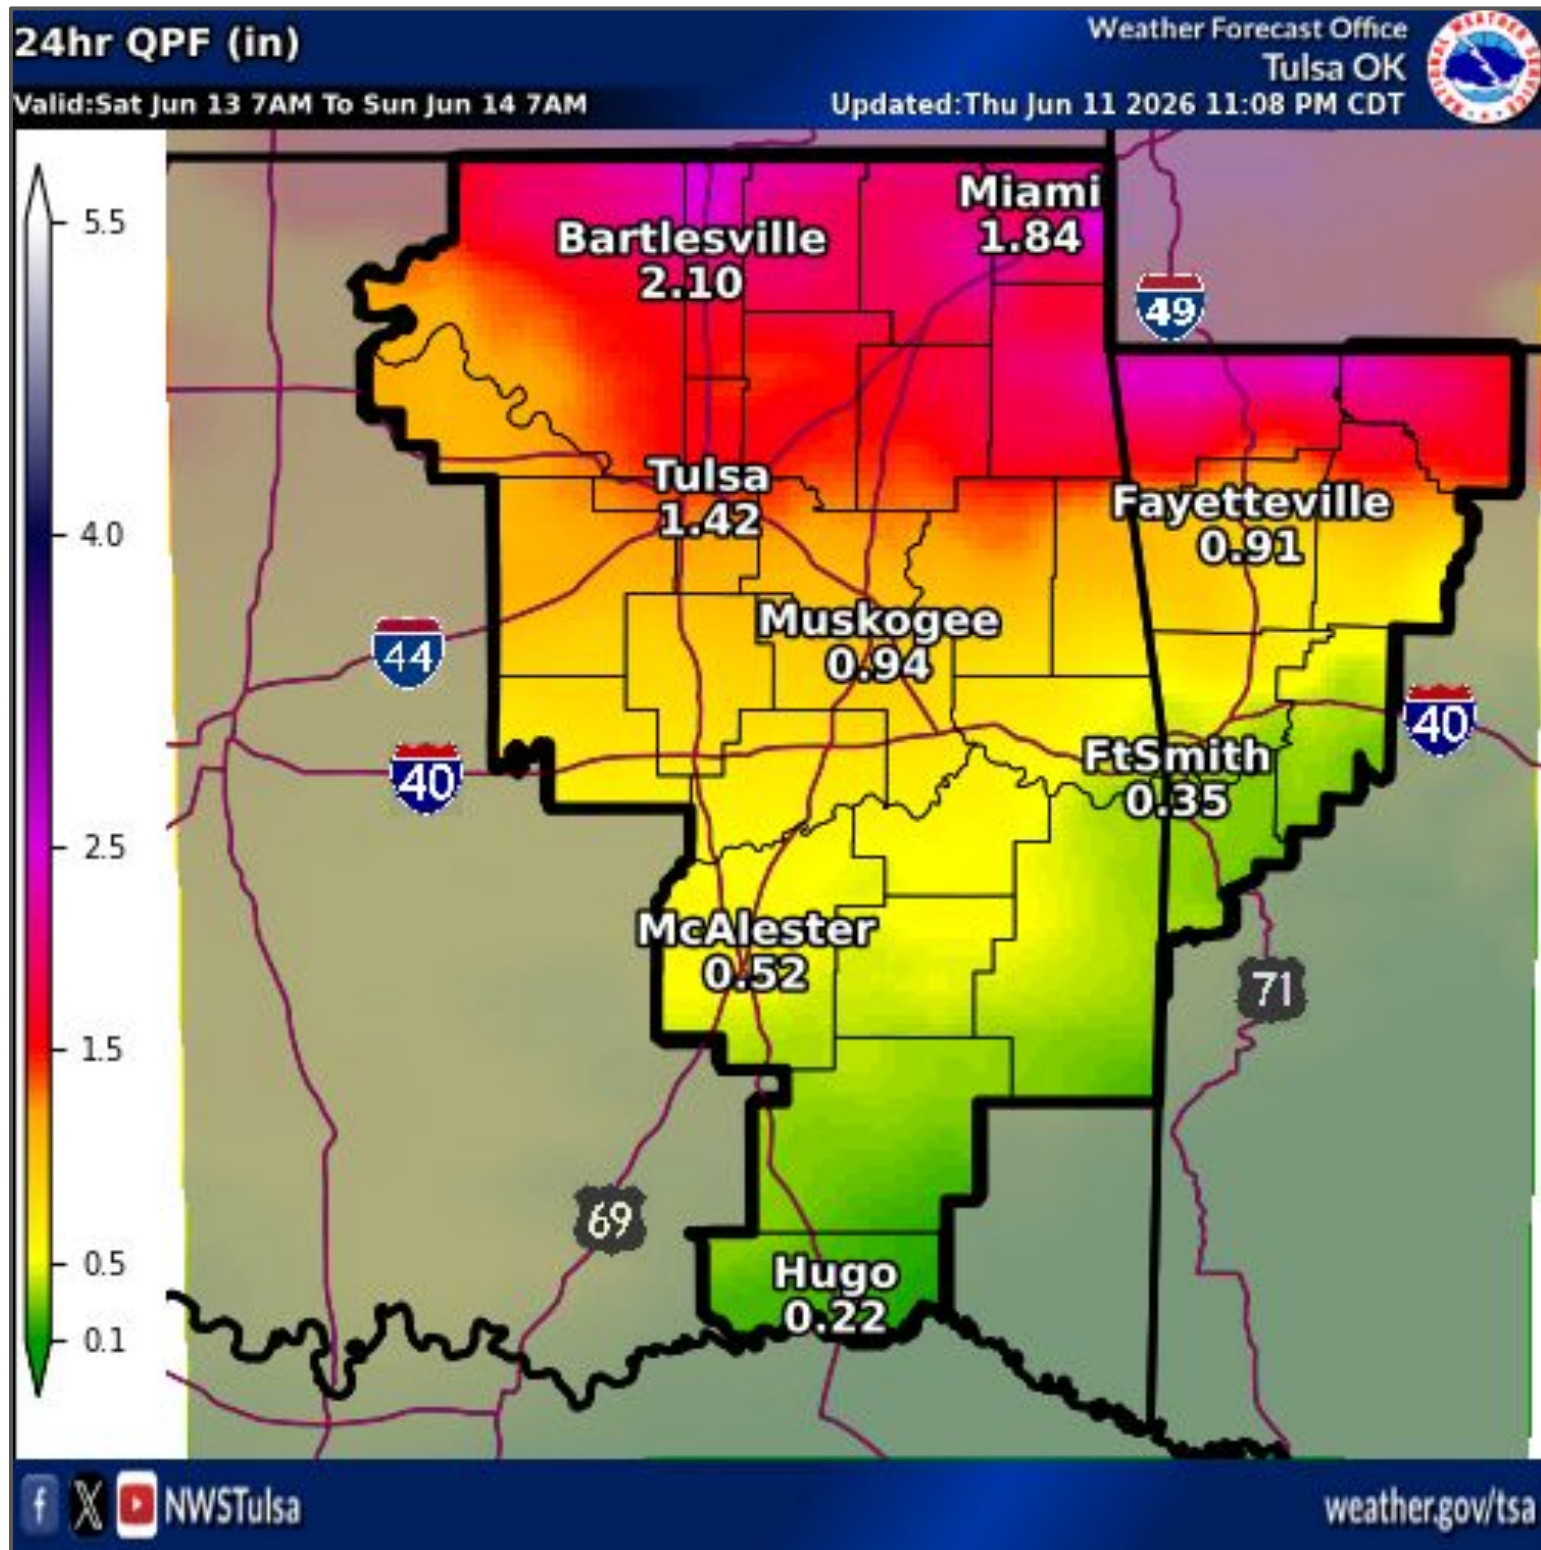 24hr QPF (in)
Weather Forecast Office
Tulsa OK
Valid:Sat Jun 13 7AM To Sun Jun 14 7AM
Updated:Thu Jun 11 2026 11:08 PM CDT
NATIONAL WEATHER SERVICE
5.5
4.0
2.5
1.5
0.5
0.1
Miami
1.84
Bartlesville
2.10
49
Tulsa
1.42
Fayetteville
0.91
Muskogee
0.94
44
40
40
FtSmith
0.35
McAlester
0.52
71
69
Hugo
0.22
f X NWSTulsa
weather.gov/tsa